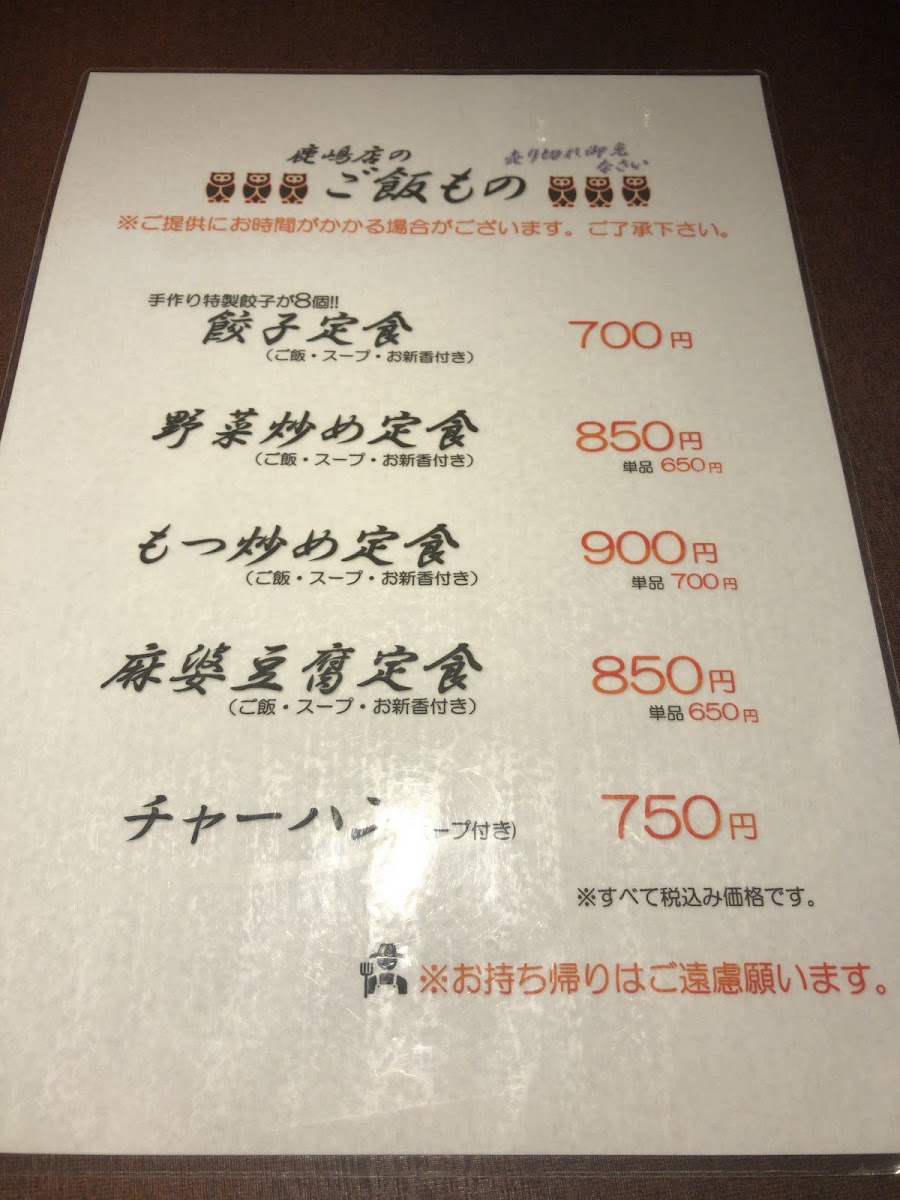 鹿嶋店の
売り切れ御免
なさい
ご飯もの
※ご提供にお時間がかかる場合がございます。ご了承下さい。
手作り特製餃子が8個!!
餃子定食 700円
（ご飯・スープ・お新香付き）
野菜炒め定食 850円
（ご飯・スープ・お新香付き） 単品 650円
もつ炒め定食 900円
（ご飯・スープ・お新香付き） 単品 700円
麻婆豆腐定食 850円
（ご飯・スープ・お新香付き） 単品 650円
チャーハン ープ付き) 750円
※すべて税込み価格です。
※お持ち帰りはご遠慮願います。